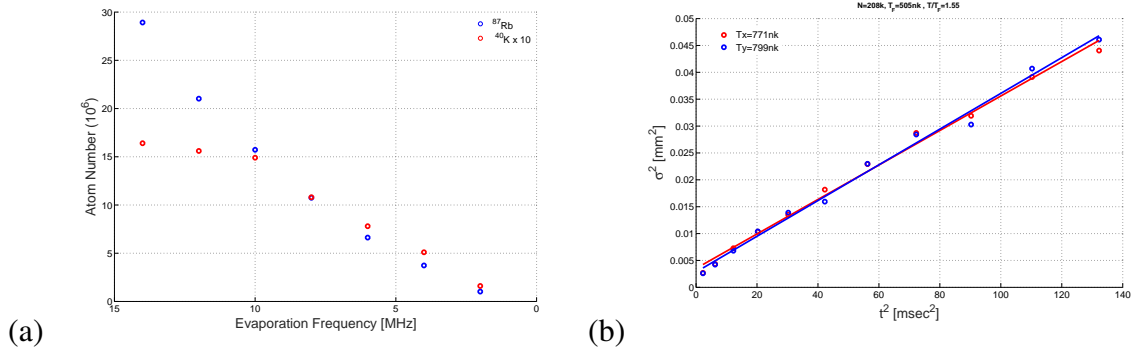 30
25
20
15
10
5
0
15
10
5
0
Atom Number (10⁶)
Evaporation Frequency [MHz]
⁸⁷Rb
⁴⁰K x 10
(a)
N=208k, T_F=505nk , T/T_F=1.55
0.05
0.045
0.04
0.035
0.03
0.025
0.02
0.015
0.01
0.005
0
0
20
40
60
80
100
120
140
σ² [mm²]
t² [msec²]
Tx=771nk
Ty=799nk
(b)